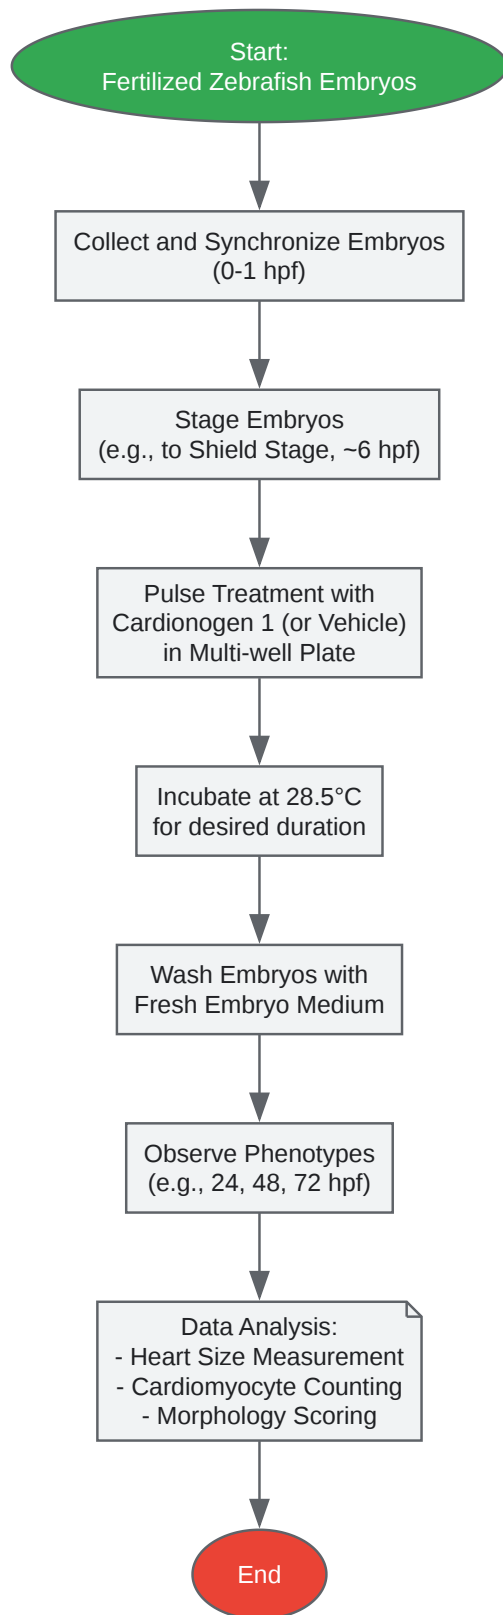 Start:
Fertilized Zebrafish Embryos
Collect and Synchronize Embryos
(0-1 hpf)
Stage Embryos
(e.g., to Shield Stage, ~6 hpf)
Pulse Treatment with
Cardionogen 1 (or Vehicle)
in Multi-well Plate
Incubate at 28.5°C
for desired duration
Wash Embryos with
Fresh Embryo Medium
Observe Phenotypes
(e.g., 24, 48, 72 hpf)
Data Analysis:
- Heart Size Measurement
- Cardiomyocyte Counting
- Morphology Scoring
End